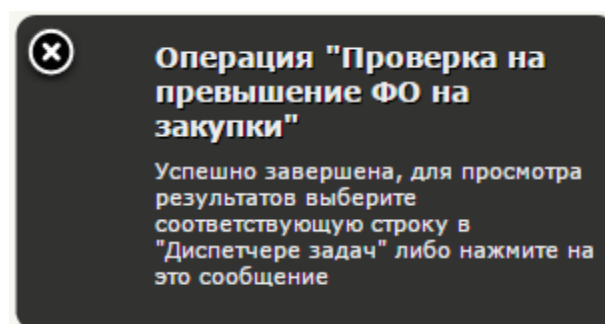 Операция "Проверка на
превышение ФО на
закупки"
Успешно завершена, для просмотра
результатов выберите
соответствующую строку в
"Диспетчере задач" либо нажмите на
это сообщение